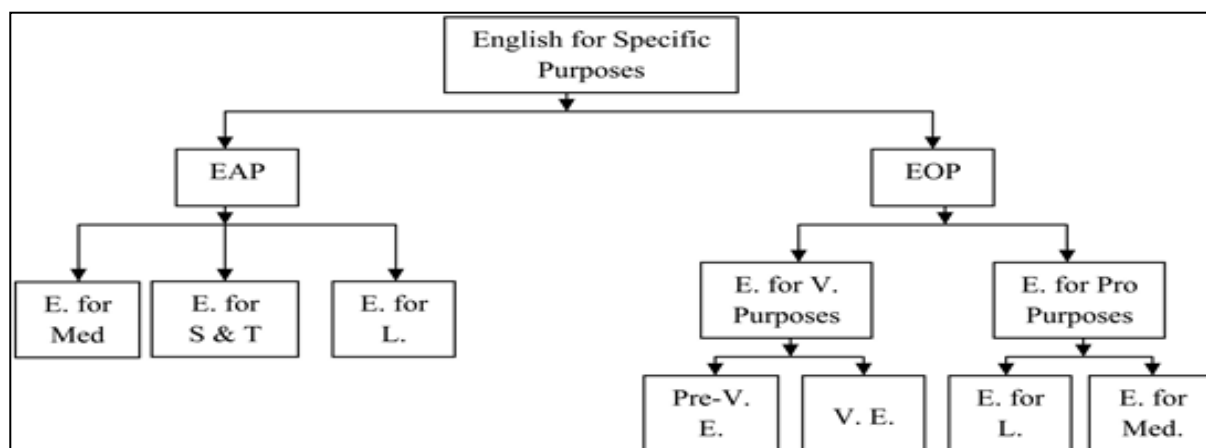 English for Specific
Purposes
EAP
EOP
E. for
Med
E. for
S & T
E. for
L.
E. for V.
Purposes
E. for Pro
Purposes
Pre-V.
E.
V. E.
E. for
L.
E. for
Med.